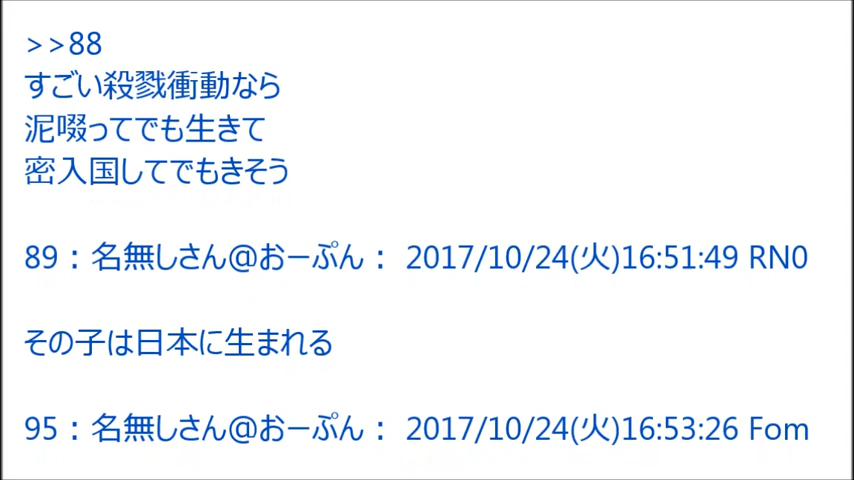 >>88
すごい殺戮衝動なら
泥啜ってでも生きて
密入国してでもきそう
89：名無しさん@おーぷん： 2017/10/24(火)16:51:49 RN0
その子は日本に生まれる
95：名無しさん@おーぷん： 2017/10/24(火)16:53:26 Fom